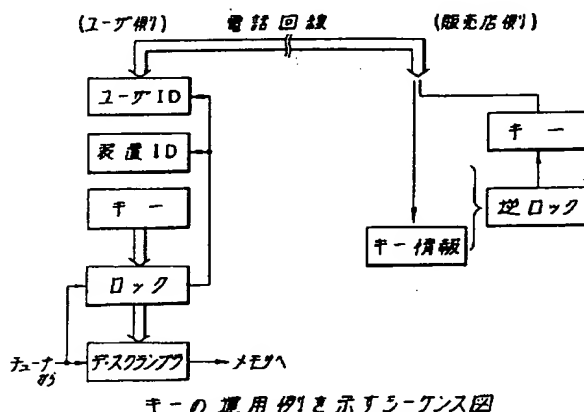 (ユーザ側)
電話回線
(販売店側)
ユーザID
装置ID
キー
ロック
チューナから
デ・スクランブラ
メモリへ
キー
逆ロック
キー情報
キーの運用例を示すシーケンス図